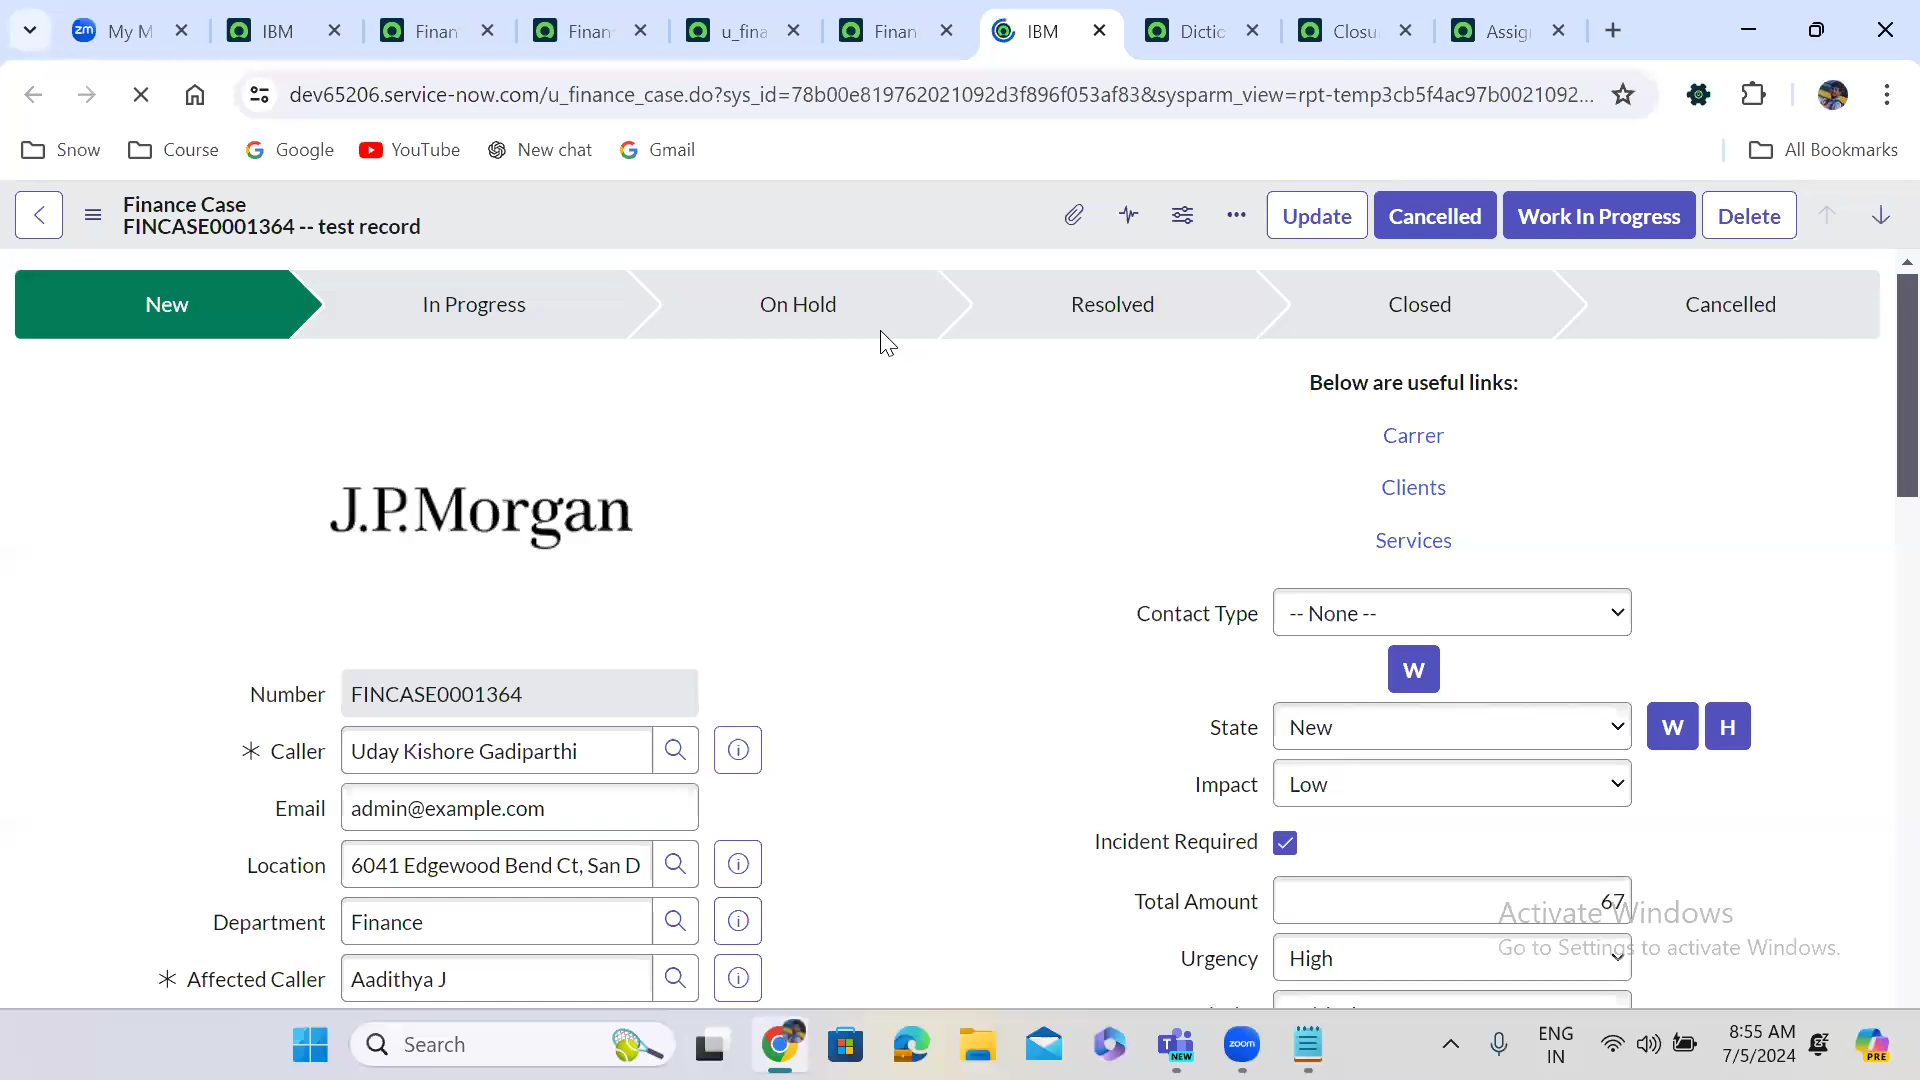 zm My M
IBM
Finan
Finan
u_fina
Finan
IBM
Dictic
Closu
Assig
dev65206.service-now.com/u_finance_case.do?sys_id=78b00e819762021092d3f896f053af83&sysparm_view=rpt-temp3cb5f4ac97b0021092...
Snow
Course
Google
YouTube
New chat
Gmail
All Bookmarks
Finance Case
FINCASE0001364 -- test record
Update
Cancelled
Work In Progress
Delete
New
In Progress
On Hold
Resolved
Closed
Cancelled
Below are useful links:
Carrer
Clients
Services
J.P.Morgan
Contact Type
-- None --
W
Number
FINCASE0001364
State
New
W
H
Caller
Uday Kishore Gadiparthi
Impact
Low
Email
admin@example.com
Incident Required
Location
6041 Edgewood Bend Ct, San D
Total Amount
67
Department
Finance
Urgency
High
Affected Caller
Aadithya J
Activate Windows
Go to Settings to activate Windows.
Search
NEW
zoom
ENG
IN
8:55 AM
7/5/2024
PRE